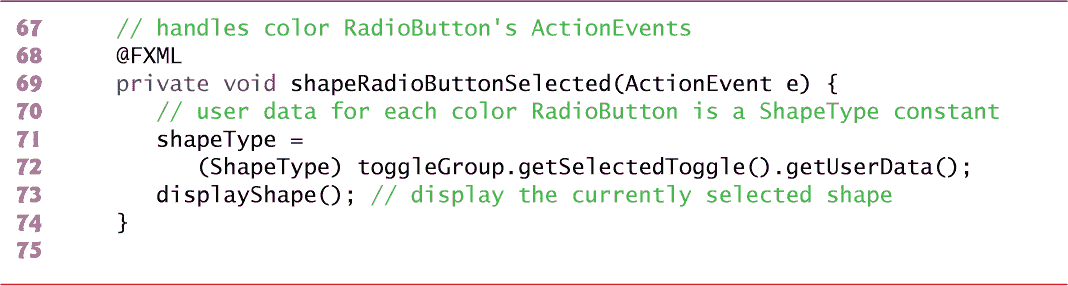 67 // handles color RadioButton's ActionEvents
68 @FXML
69 private void shapeRadioButtonSelected(ActionEvent e) {
70 // user data for each color RadioButton is a ShapeType constant
71 shapeType =
72 (ShapeType) toggleGroup.getSelectedToggle().getUserData();
73 displayShape(); // display the currently selected shape
74 }
75